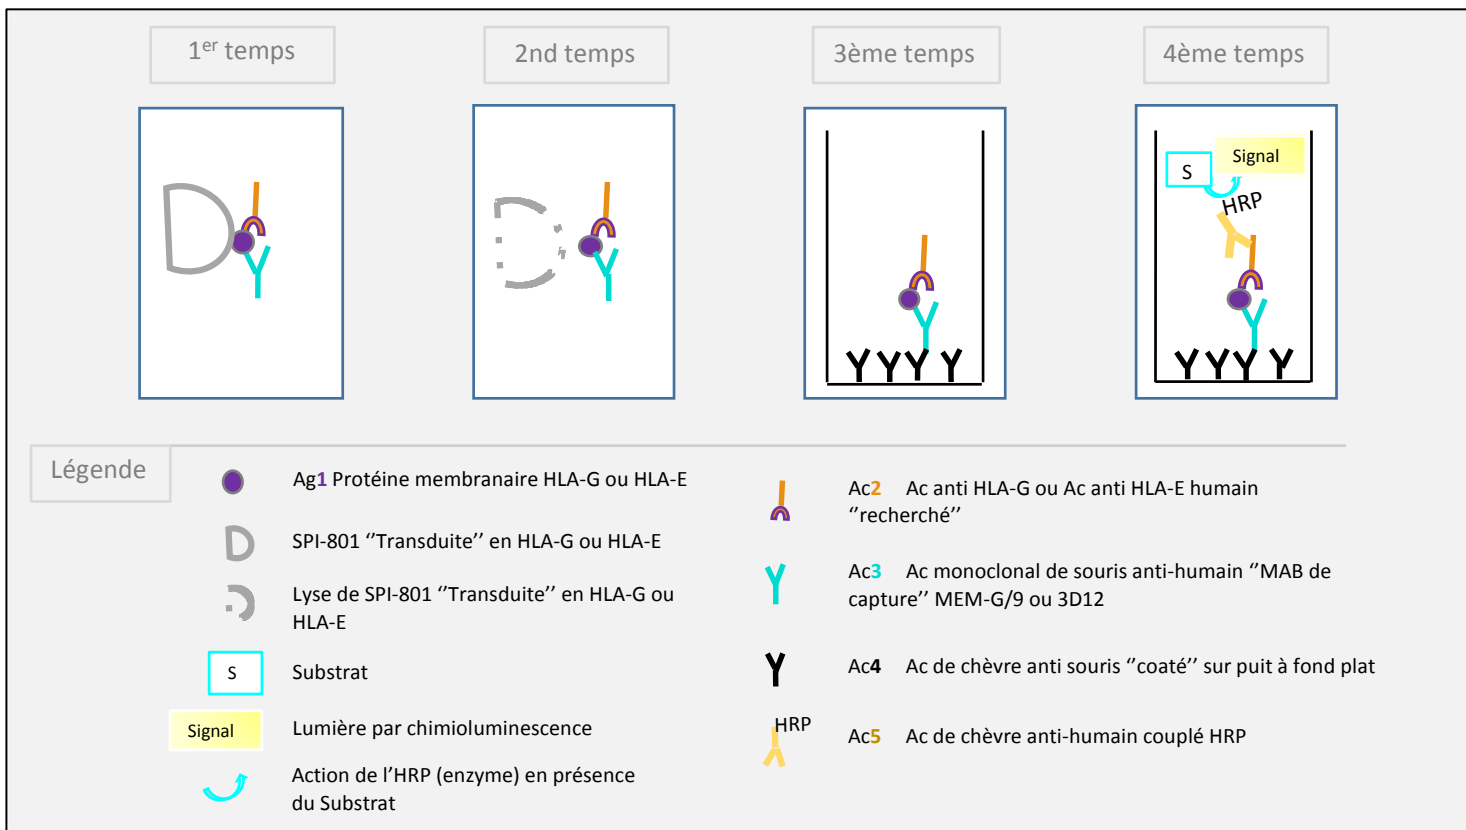 1er temps
2nd temps
3ème temps
4ème temps
Signal
S
HRP
Légende
Ag1 Protéine membranaire HLA-G ou HLA-E
SPI-801 ‘’Transduite’’ en HLA-G ou HLA-E
Lyse de SPI-801 ‘’Transduite’’ en HLA-G ou
HLA-E
S
Substrat
Signal
Lumière par chimioluminescence
Action de l’HRP (enzyme) en présence
du Substrat
Ac2 Ac anti HLA-G ou Ac anti HLA-E humain
‘’recherché’’
Ac3 Ac monoclonal de souris anti-humain ‘’MAB de
capture’’ MEM-G/9 ou 3D12
Ac4 Ac de chèvre anti souris ‘’coaté’’ sur puit à fond plat
HRP
Ac5 Ac de chèvre anti-humain couplé HRP